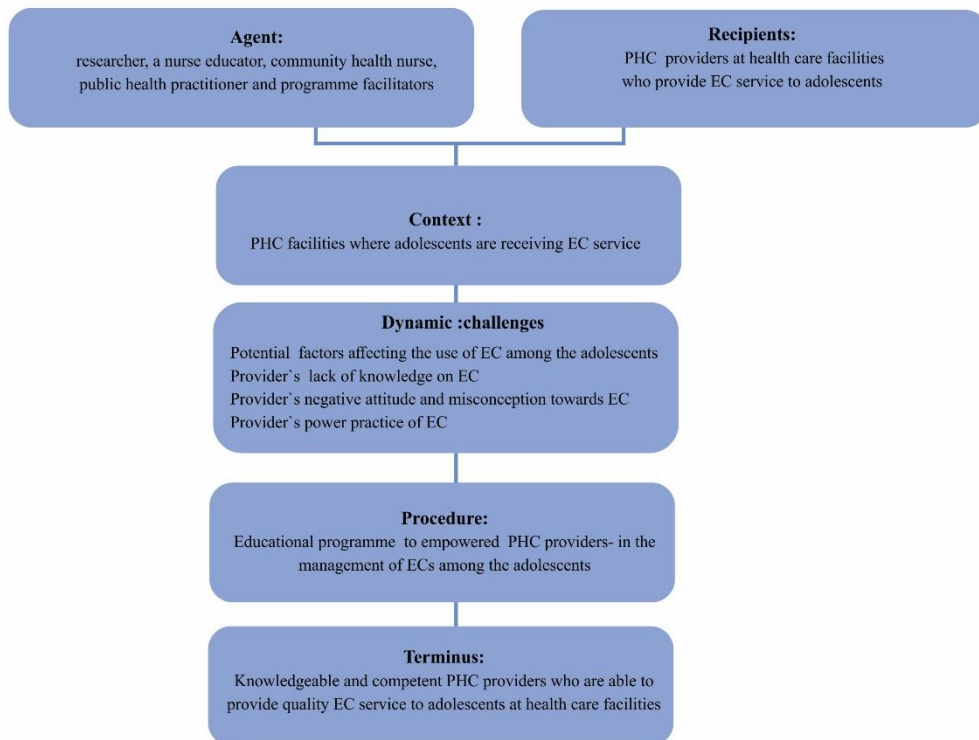 Agent:
researcher, a nurse educator, community health nurse,
public health practitioner and programme facilitators
Recipients:
PHC providers at health care facilities
who provide EC service to adolescents
Context :
PHC facilities where adolescents are receiving EC service
Dynamic :challenges
Potential factors affecting the use of EC among the adolescents
Provider`s lack of knowledge on EC
Provider`s negative attitude and misconception towards EC
Provider`s power practice of EC
Procedure:
Educational programme to empowered PHC providers- in the
management of ECs among the adolescents
Terminus:
Knowledgeable and competent PHC providers who are able to
provide quality EC service to adolescents at health care facilities